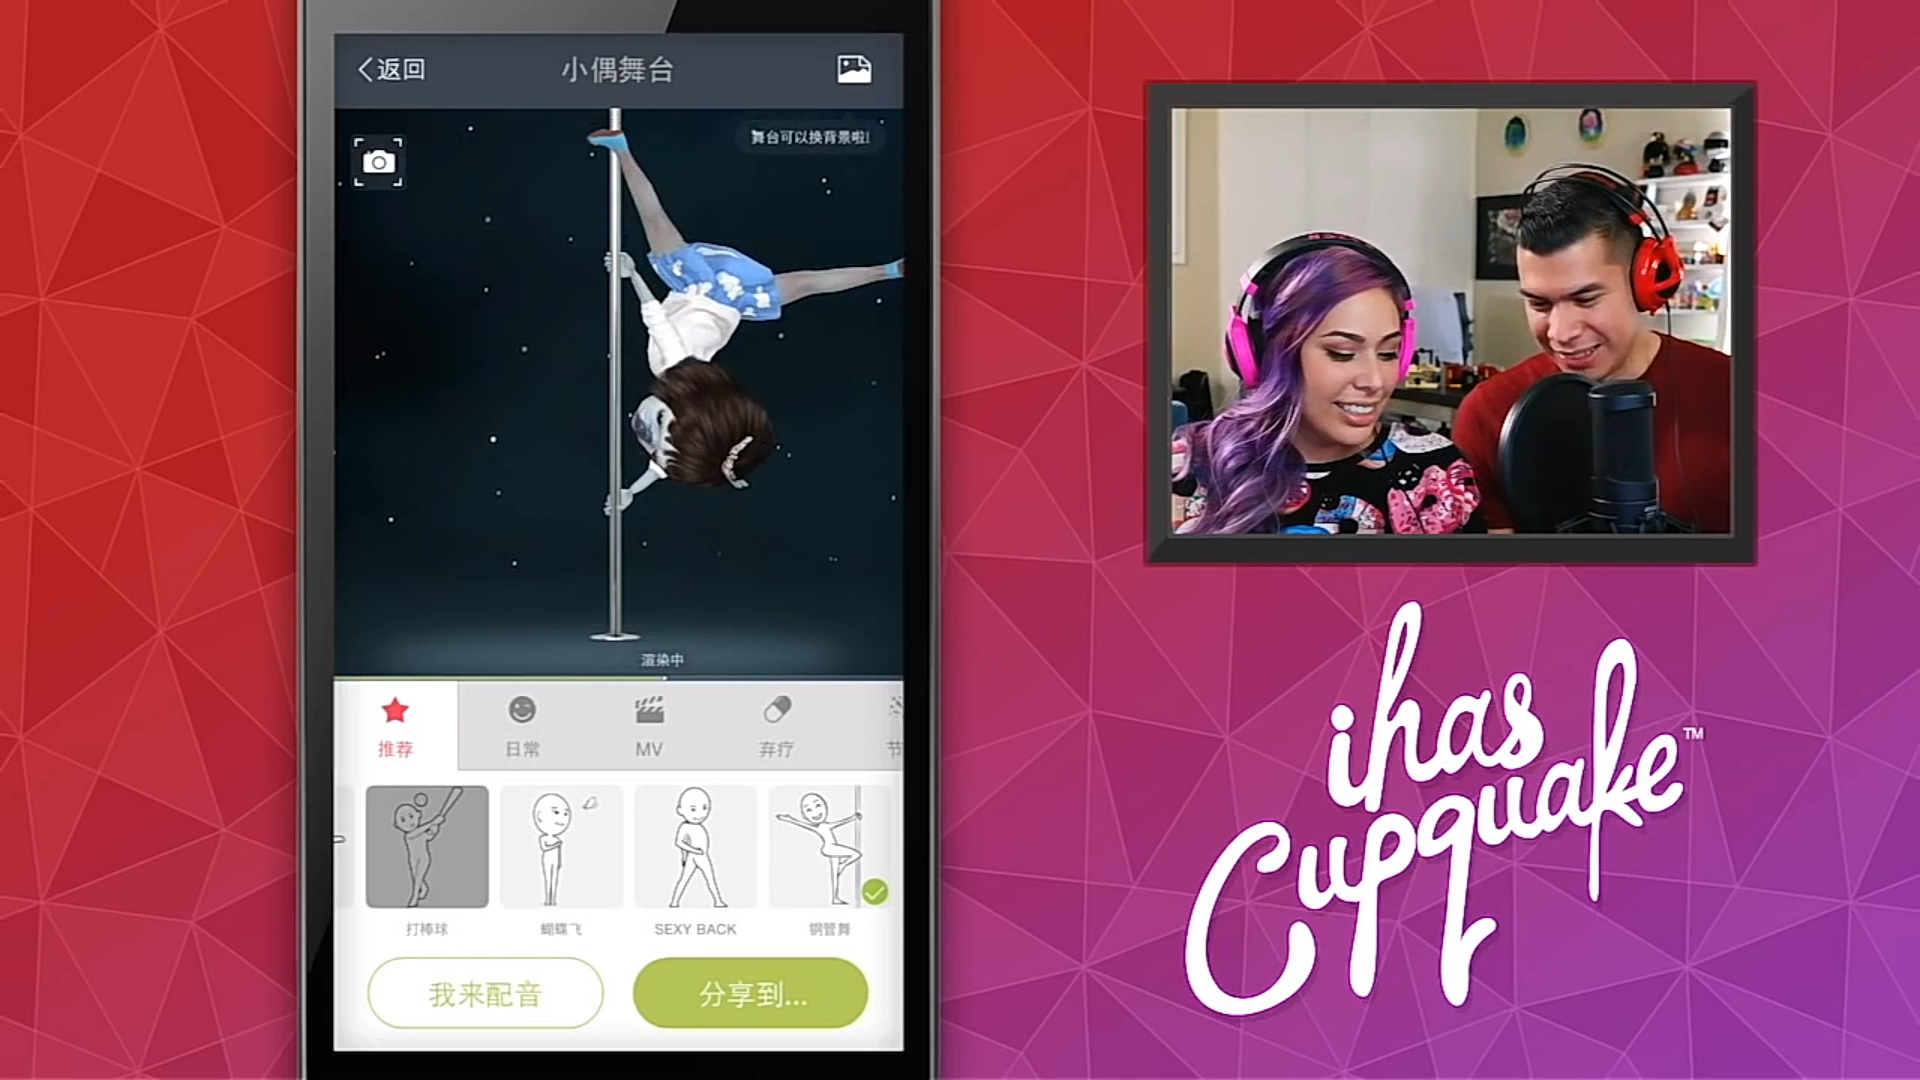 返回
小偶舞台
舞台可以换背景啦!
渲染中
推荐
日常
MV
弃疗
节
打棒球
蝴蝶飞
SEXY BACK
钢管舞
我来配音
分享到...
ihas
Cupquake™